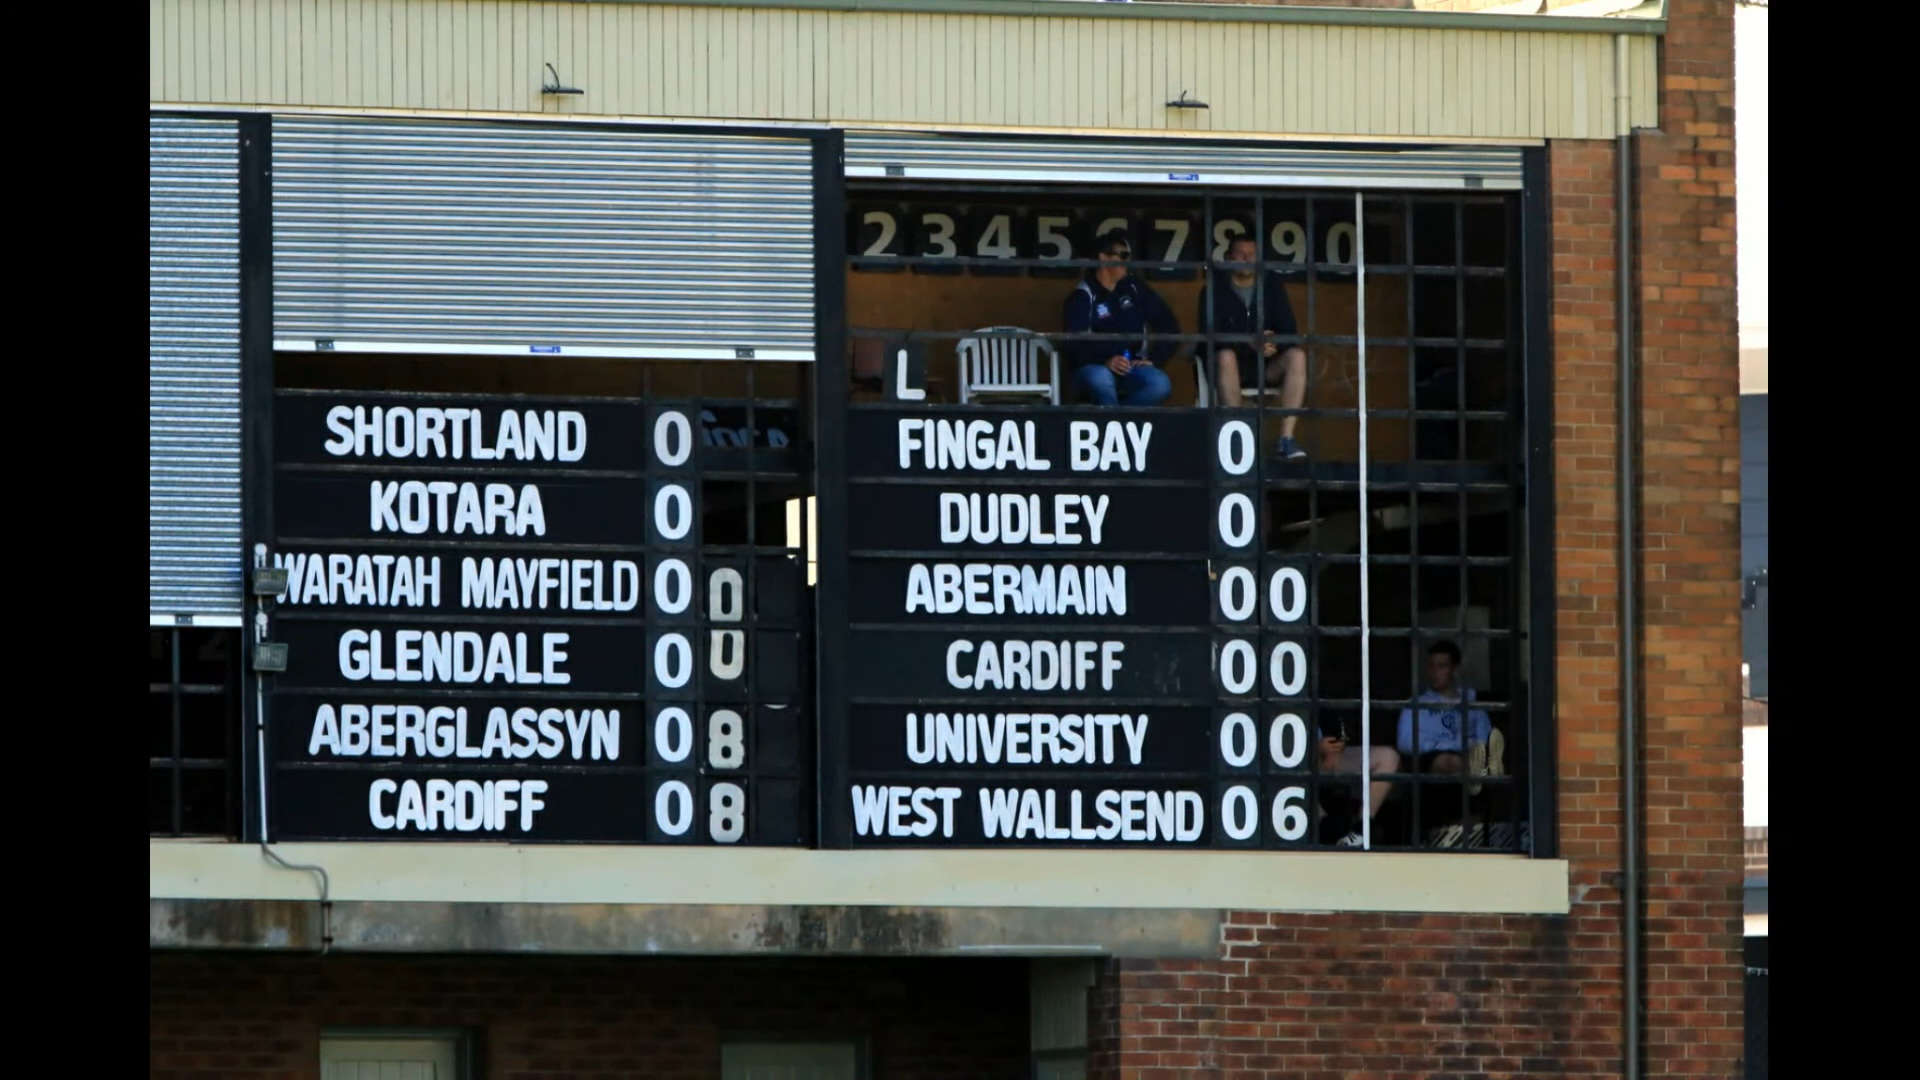 2 3 4 5 6 7 8 9 0
L
SHORTLAND 0
KOTARA 0
WARATAH MAYFIELD 0 0
GLENDALE 0 0
ABERGLASSYN 0 8
CARDIFF 0 8
FINGAL BAY 0
DUDLEY 0
ABERMAIN 0 0
CARDIFF 0 0
UNIVERSITY 0 0
WEST WALLSEND 0 6